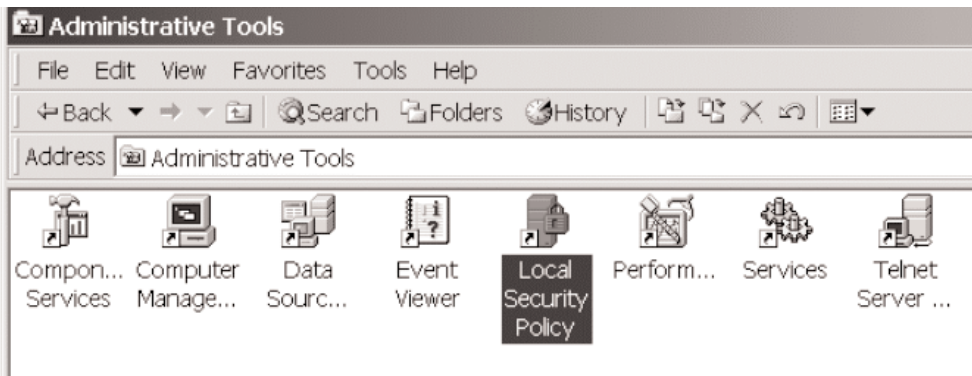 Administrative Tools
File Edit View Favorites Tools Help
Back Search Folders History
Address Administrative Tools
Compon... Services
Computer Manage...
Data Sourc...
Event Viewer
Local Security Policy
Perform...
Services
Telnet Server ...